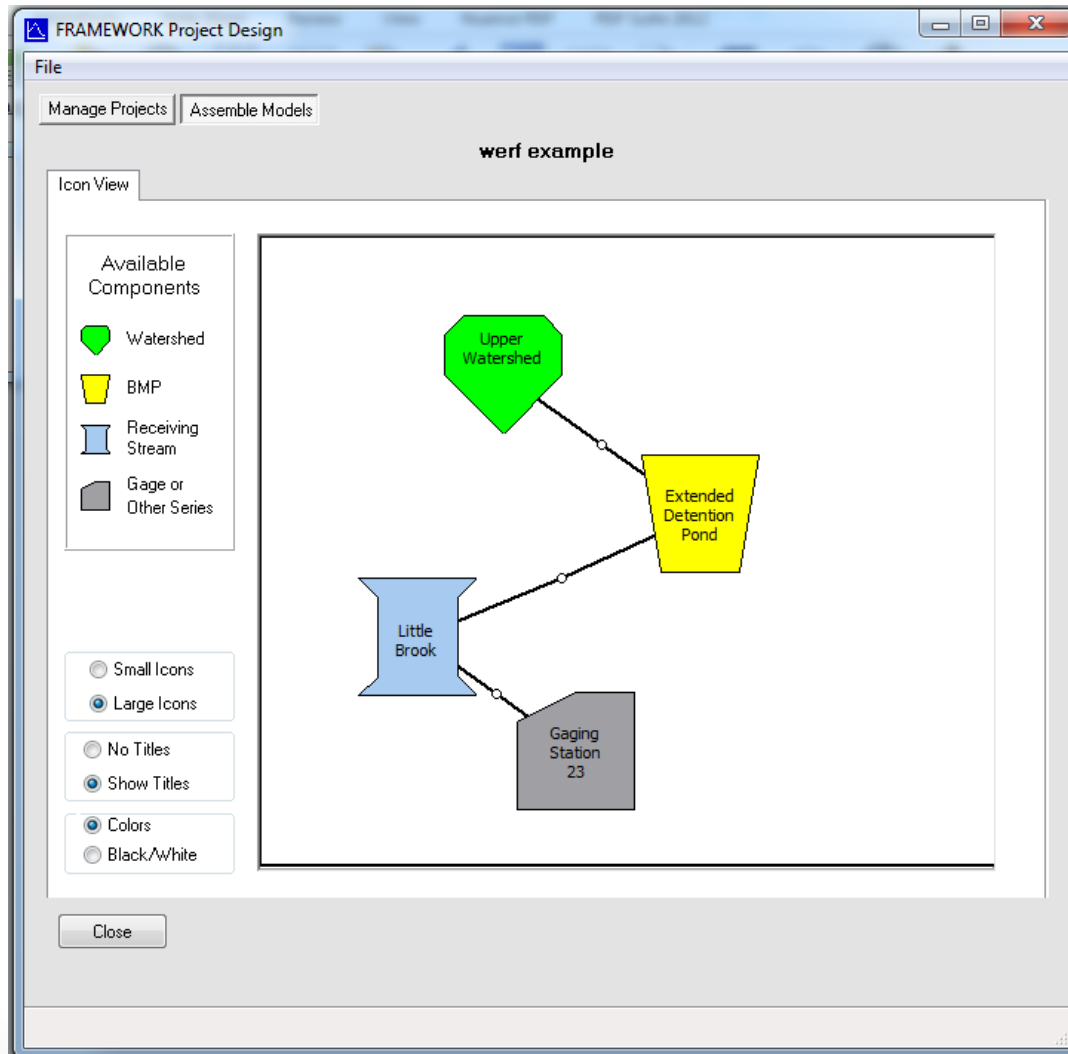 FRAMEWORK Project Design
File
Manage Projects
Assemble Models
werf example
Icon View
Available
Components
Watershed
BMP
Receiving
Stream
Gage or
Other Series
Upper
Watershed
Extended
Detention
Pond
Little
Brook
Gaging
Station
23
Small Icons
Large Icons
No Titles
Show Titles
Colors
Black/White
Close